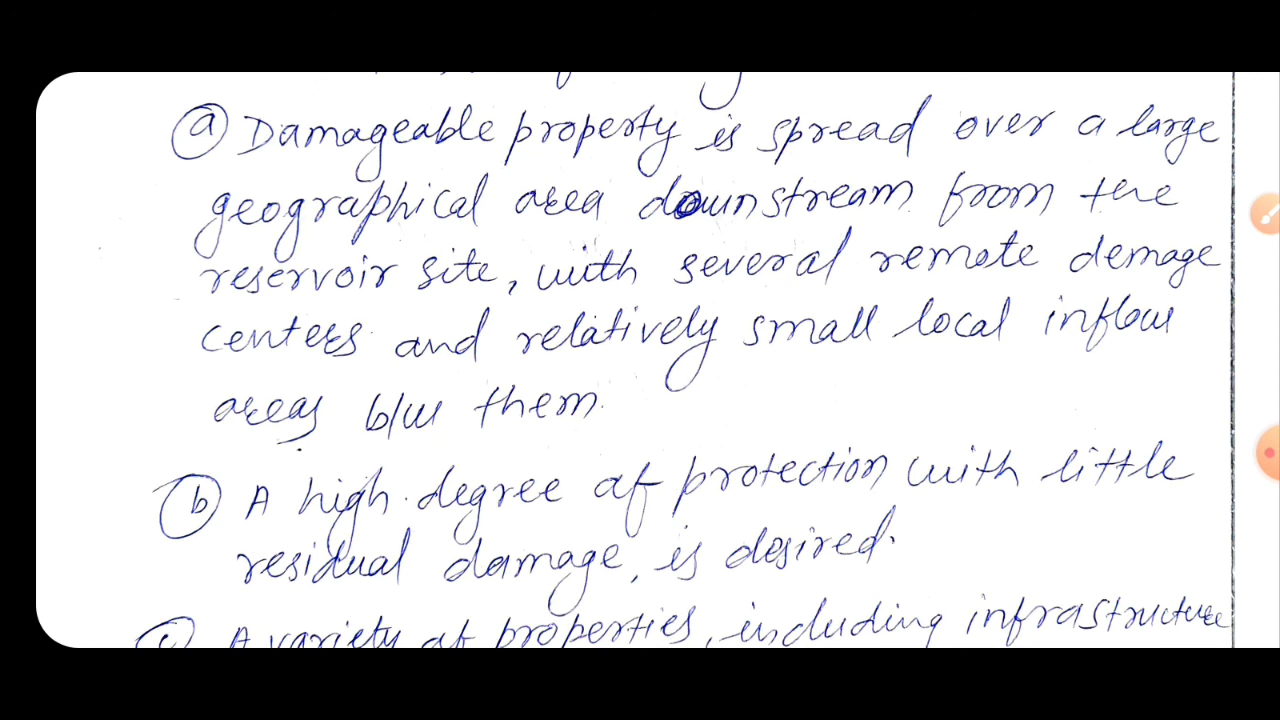 (a) Damageable property is spread over a large
geographical area downstream from the
reservoir site, with several remote demage
centers and relatively small local inflow
areas b/w them.
(b) A high degree of protection with little
residual damage, is desired.
(c) A variety of properties, including infrastructure